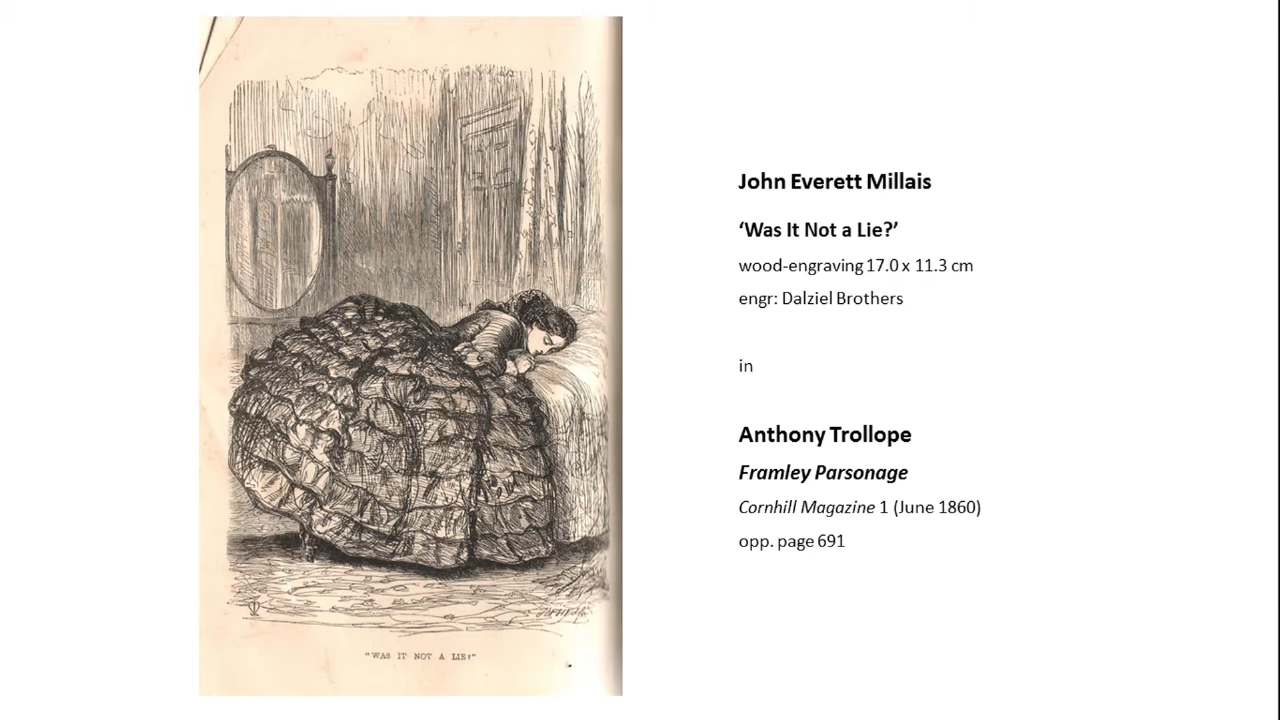 "WAS IT NOT A LIE?"
John Everett Millais
‘Was It Not a Lie?’
wood-engraving 17.0 x 11.3 cm
engr: Dalziel Brothers
in
Anthony Trollope
Framley Parsonage
Cornhill Magazine 1 (June 1860)
opp. page 691